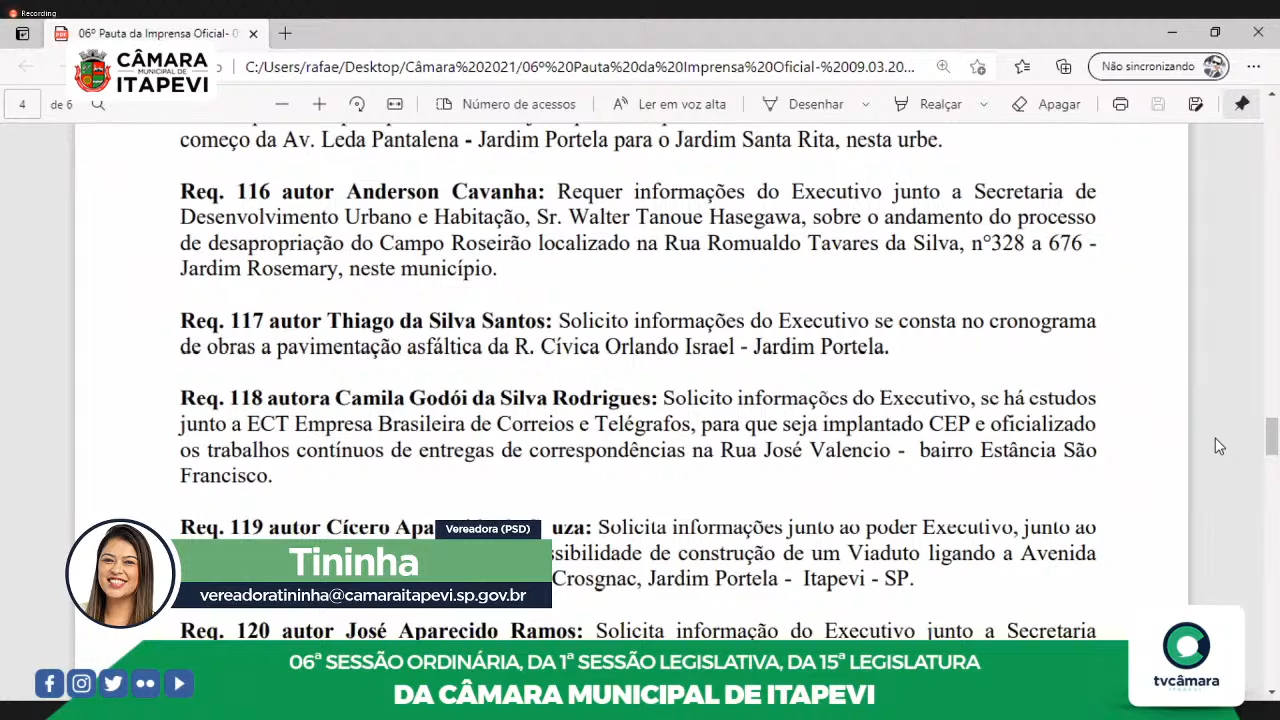 Recording
06º Pauta da Imprensa Oficial- 0
CÂMARA
MUNICIPAL DE
ITAPEVI
C:/Users/rafae/Desktop/Câmara%202021/06º%20Pauta%20da%20Imprensa%20Oficial-%2009.03.20...
Não sincronizando
4 de 6
Número de acessos
Ler em voz alta
Desenhar
Realçar
Apagar
começo da Av. Leda Pantalena - Jardim Portela para o Jardim Santa Rita, nesta urbe.
Req. 116 autor Anderson Cavanha: Requer informações do Executivo junto a Secretaria de
Desenvolvimento Urbano e Habitação, Sr. Walter Tanoue Hasegawa, sobre o andamento do processo
de desapropriação do Campo Roseirão localizado na Rua Romualdo Tavares da Silva, n°328 a 676 -
Jardim Rosemary, neste município.
Req. 117 autor Thiago da Silva Santos: Solicito informações do Executivo se consta no cronograma
de obras a pavimentação asfáltica da R. Cívica Orlando Israel - Jardim Portela.
Req. 118 autora Camila Godói da Silva Rodrigues: Solicito informações do Executivo, se há estudos
junto a ECT Empresa Brasileira de Correios e Telégrafos, para que seja implantado CEP e oficializado
os trabalhos contínuos de entregas de correspondências na Rua José Valencio - bairro Estância São
Francisco.
Req. 119 autor Cícero Apa uza: Solicita informações junto ao poder Executivo, junto ao
ssibilidade de construção de um Viaduto ligando a Avenida
Crosgnac, Jardim Portela - Itapevi - SP.
Req. 120 autor José Aparecido Ramos: Solicita informação do Executivo junto a Secretaria
Vereadora (PSD)
Tininha
vereadoratininha@camaraitapevi.sp.gov.br
06ª SESSÃO ORDINÁRIA, DA 1ª SESSÃO LEGISLATIVA, DA 15ª LEGISLATURA
DA CÂMARA MUNICIPAL DE ITAPEVI
tvcâmara
ITAPEVI